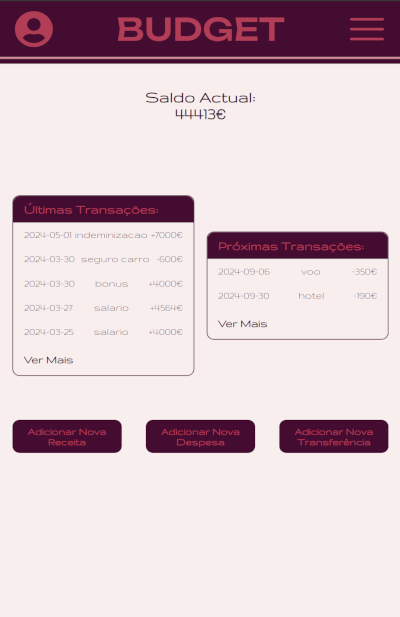 BUDGET
Saldo Actual:
44413€
Últimas Transações:
2024-05-01 indeminizacao +7000€
2024-03-30 seguro carro -600€
2024-03-30 bonus +4000€
2024-03-27 salario +4564€
2024-03-25 salario +4000€
Ver Mais
Próximas Transações:
2024-09-06 voo -350€
2024-09-30 hotel -190€
Ver Mais
Adicionar Nova
Receita
Adicionar Nova
Despesa
Adicionar Nova
Transferência